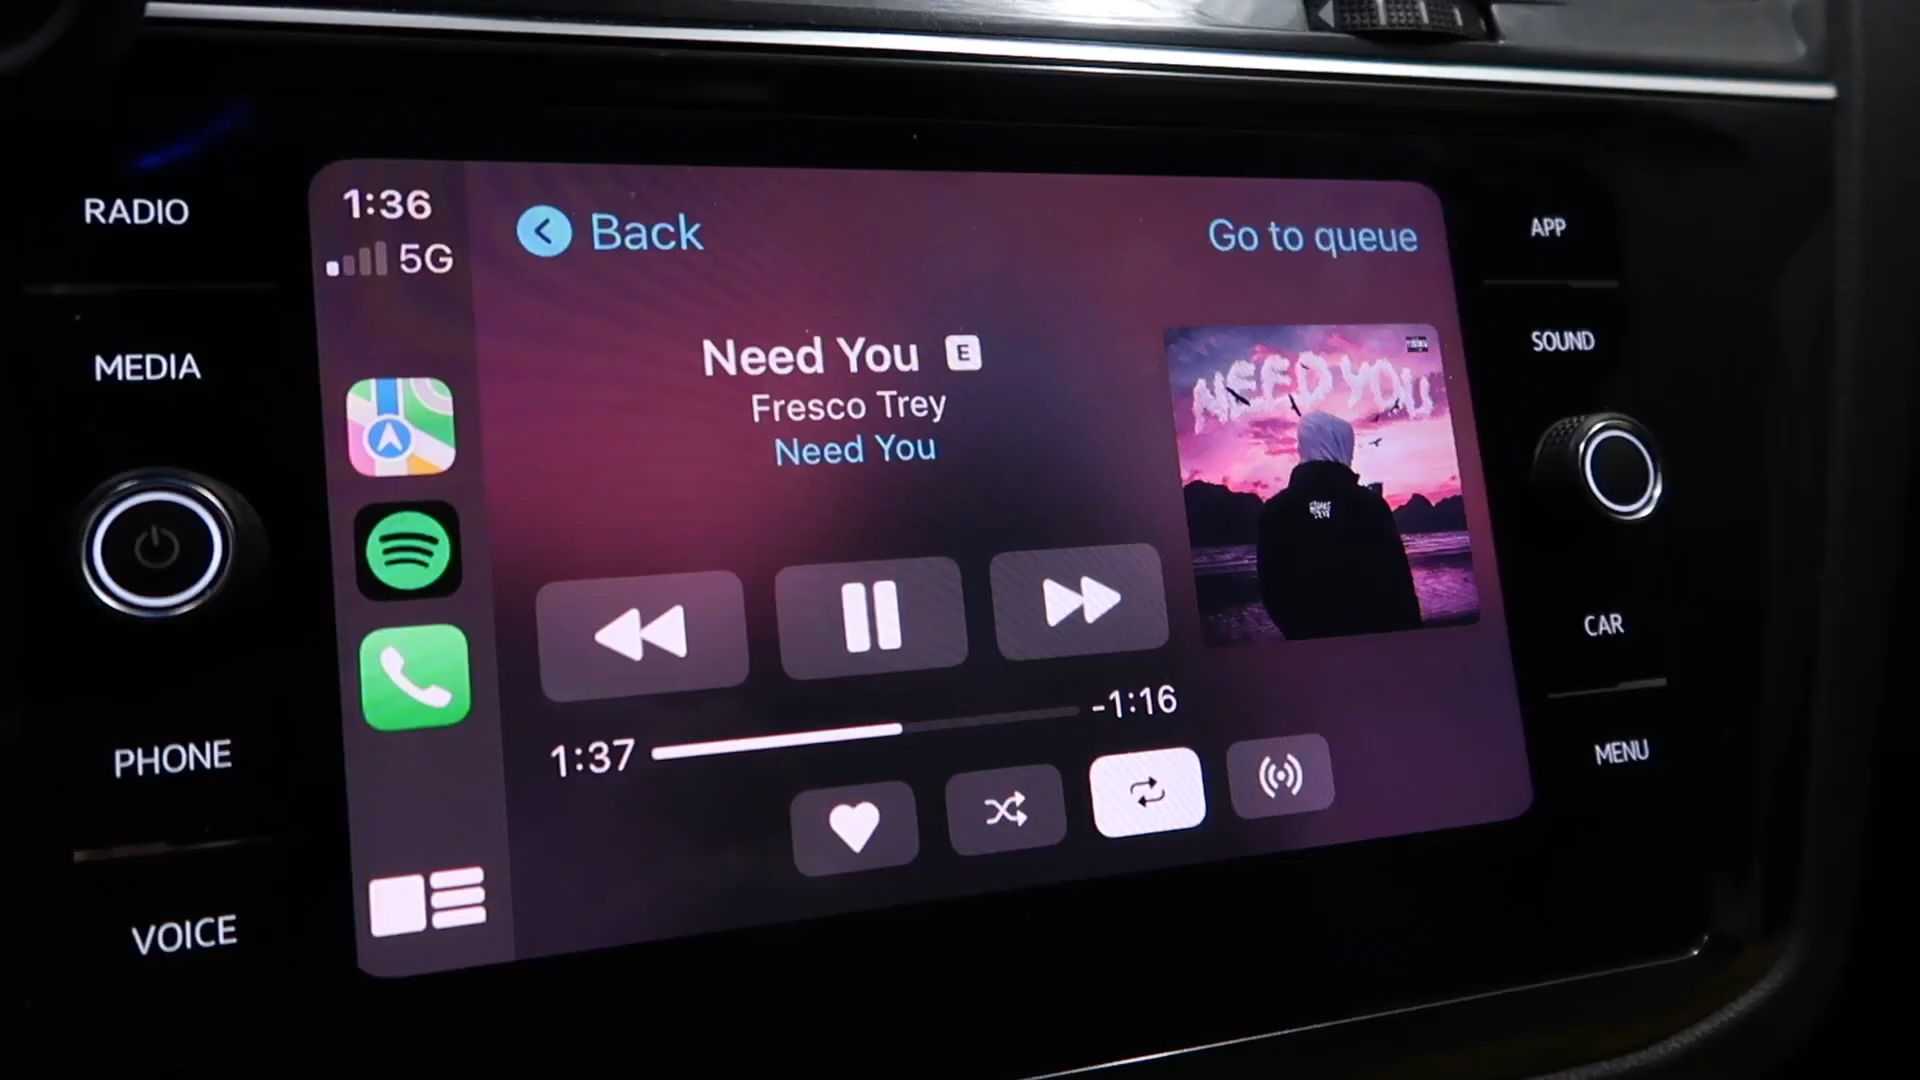 RADIO
MEDIA
PHONE
VOICE
1:36
5G
Back
Go to queue
Need You E
Fresco Trey
Need You
NEED YOU
1:37
-1:16
APP
SOUND
CAR
MENU